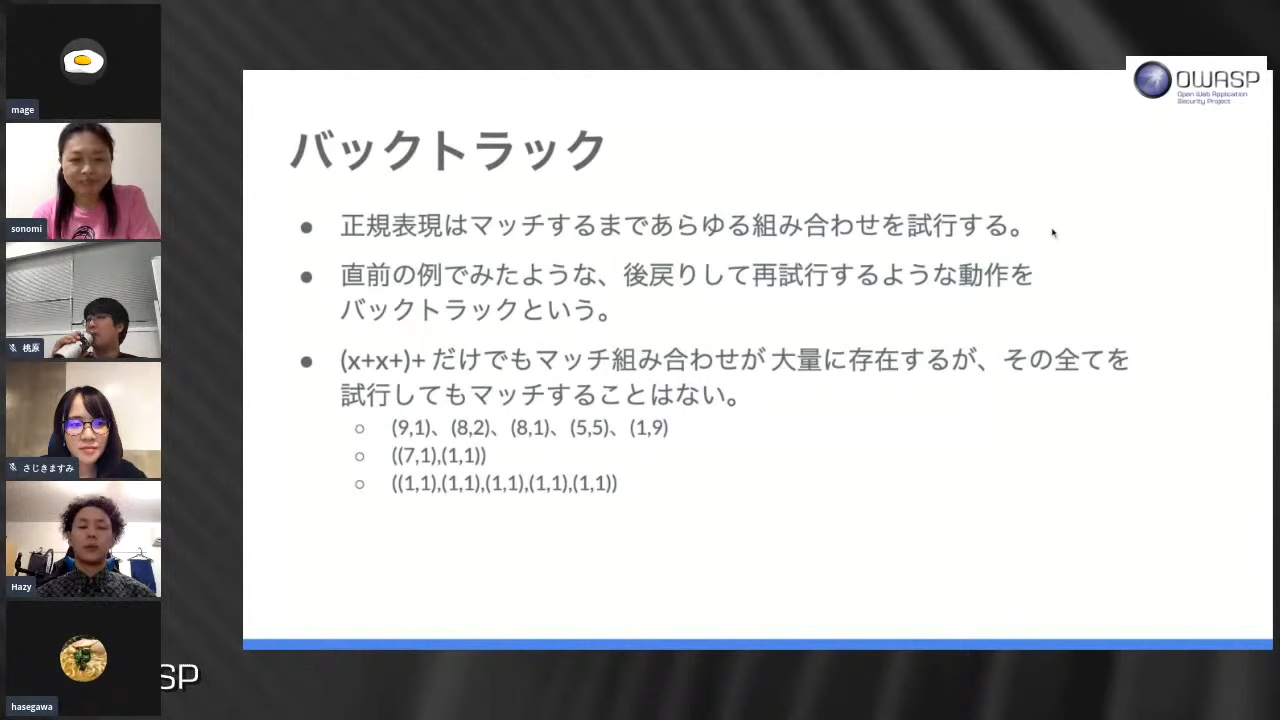 mage
sonomi
桃原
さじきますみ
Hazy
hasegawa
SP
OWASP
Open Web Application
Security Project
バックトラック
● 正規表現はマッチするまであらゆる組み合わせを試行する。
● 直前の例でみたような、後戻りして再試行するような動作を
バックトラックという。
● (x+x+)+ だけでもマッチ組み合わせが 大量に存在するが、その全てを
試行してもマッチすることはない。
○ (9,1)、(8,2)、(8,1)、(5,5)、(1,9)
○ ((7,1),(1,1))
○ ((1,1),(1,1),(1,1),(1,1),(1,1))